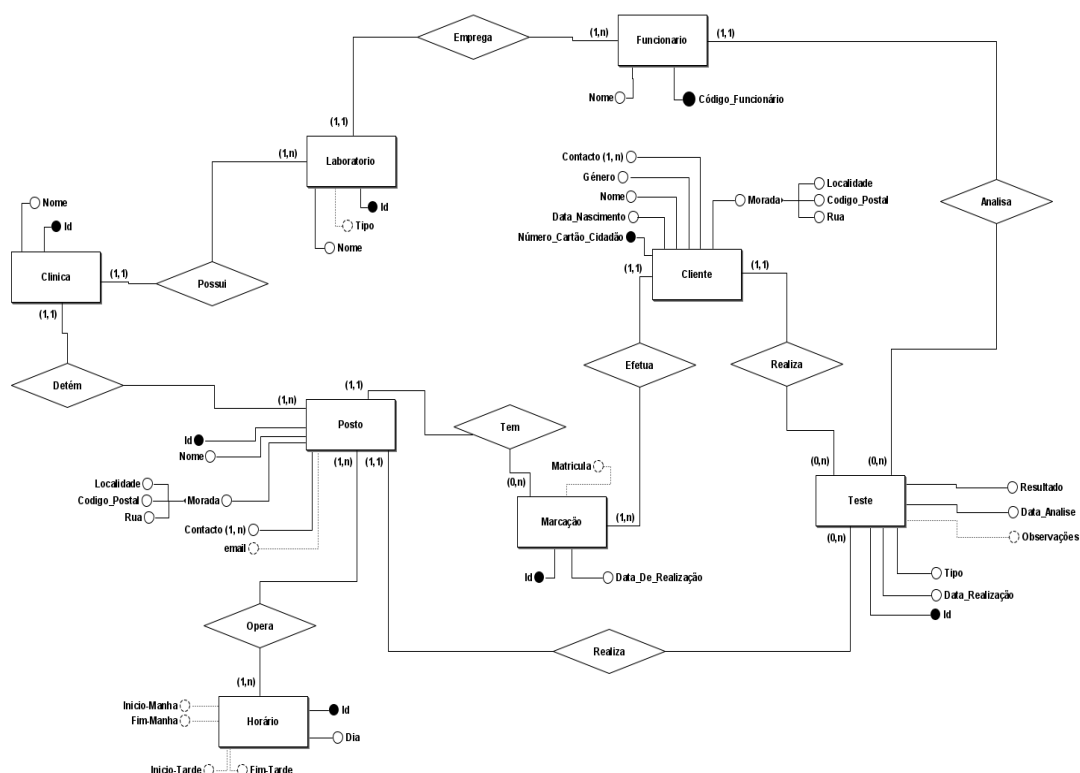 Emprega
(1,n)
Funcionario
(1,1)
Nome
Código_Funcionário
(1,1)
(1,n)
Laboratorio
Id
Tipo
Nome
Contacto (1, n)
Género
Nome
Data_Nascimento
Número_Cartão_Cidadão
Morada
Localidade
Codigo_Postal
Rua
Analisa
Nome
Id
Clinica
(1,1)
Possui
(1,1)
Cliente
(1,1)
(1,1)
Detém
(1,n)
(1,1)
Posto
(1,n)
(1,1)
Tem
Efetua
Realiza
Id
Nome
Localidade
Codigo_Postal
Rua
Morada
Contacto (1, n)
email
Matricula
(0,n)
Marcação
(1,n)
Id
Data_De_Realização
(0,n)
(0,n)
Teste
(0,n)
Resultado
Data_Analise
Observações
Tipo
Data_Realização
Id
Opera
Realiza
(1,n)
Inicio-Manha
Fim-Manha
Horário
Id
Dia
Inicio-Tarde
Fim-Tarde